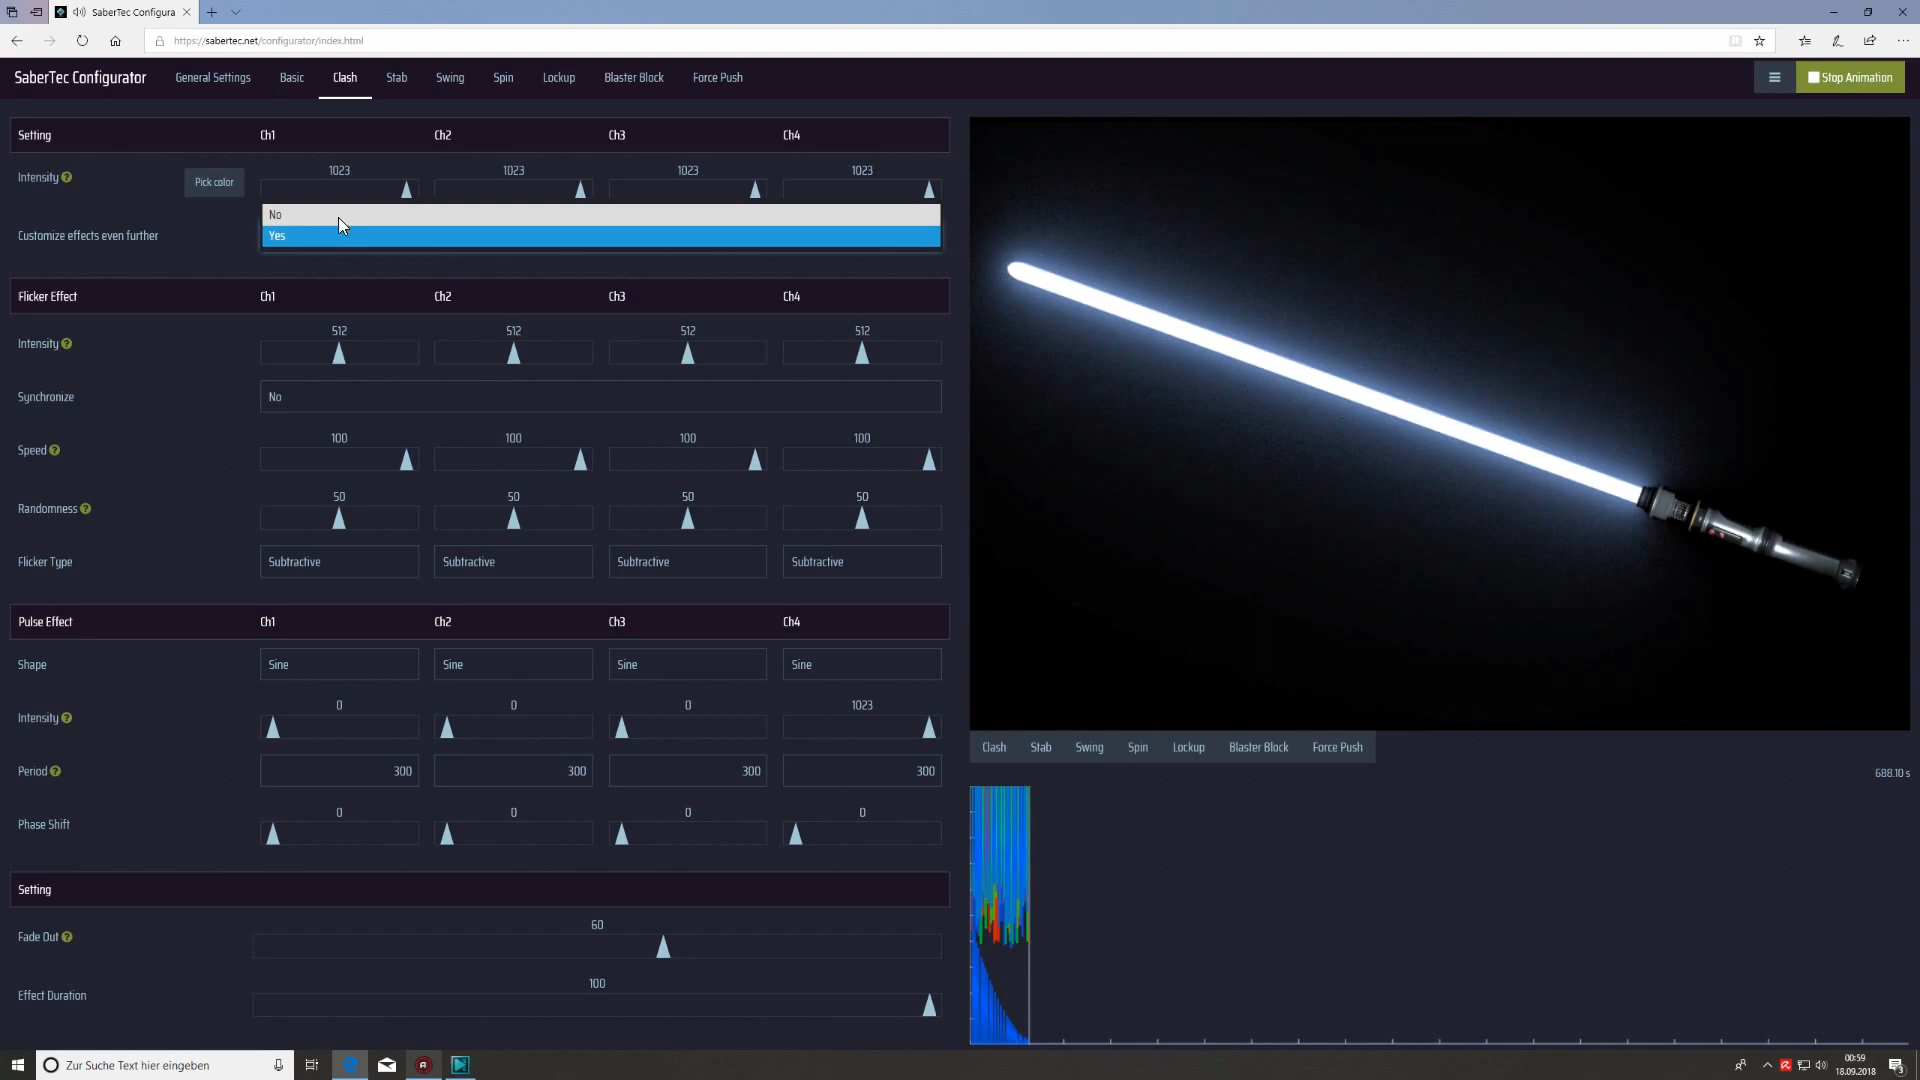 SaberTec Configura
https://sabertec.net/configurator/index.html
SaberTec Configurator General Settings Basic Clash Stab Swing Spin Lockup Blaster Block Force Push Stop Animation
Setting Ch1 Ch2 Ch3 Ch4
1023 1023 1023 1023
Intensity ? Pick color
No
Customize effects even further Yes
Flicker Effect Ch1 Ch2 Ch3 Ch4
512 512 512 512
Intensity ?
Synchronize No
100 100 100 100
Speed ?
50 50 50 50
Randomness ?
Flicker Type Subtractive Subtractive Subtractive Subtractive
Pulse Effect Ch1 Ch2 Ch3 Ch4
Shape Sine Sine Sine Sine
0 0 0 1023
Intensity ?
Period ? 300 300 300 300
0 0 0 0
Phase Shift
Setting
60
Fade Out ?
100
Effect Duration
Clash Stab Swing Spin Lockup Blaster Block Force Push
688.10 s
Zur Suche Text hier eingeben
00:59
18.09.2018
3